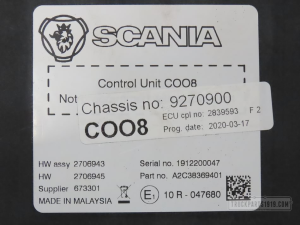 SCANIA
Control Unit COO8
Not
Chassis no: 9270900
ECU cpl no: 2839593 F 2
COO8
Prog. date: 2020-03-17
HW assy 2706943
HW 2706945
Supplier 673301
MADE IN MALAYSIA
Serial no. 1912200047
Part no. A2C38369401
E1 10 R - 047680